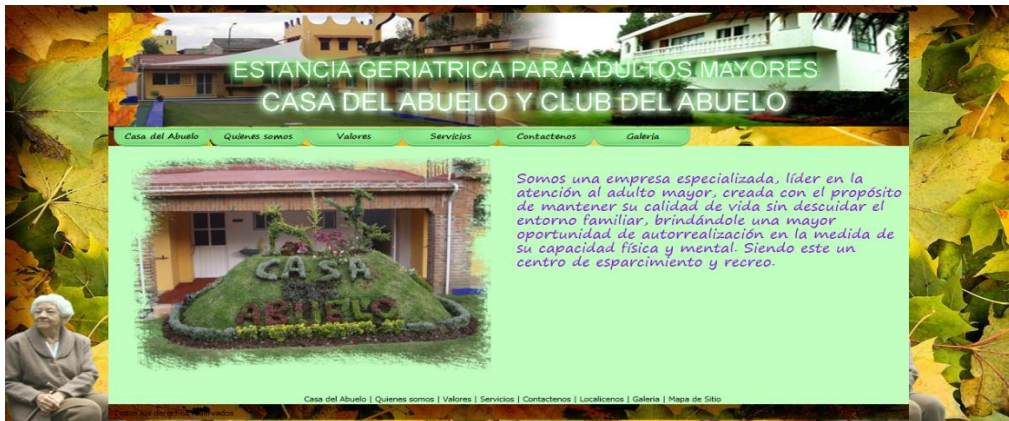 ESTANCIA GERIATRICA PARA ADULTOS MAYORES
CASA DEL ABUELO Y CLUB DEL ABUELO
Casa del Abuelo Quienes somos Valores Servicios Contactenos Galeria
Somos una empresa especializada, líder en la
atención al adulto mayor, creada con el propósito
de mantener su calidad de vida sin descuidar el
entorno familiar, brindándole una mayor
oportunidad de autorrealización en la medida de
su capacidad física y mental. Siendo este un
centro de esparcimiento y recreo.
CASA
ABUELO
Casa del Abuelo | Quienes somos | Valores | Servicios | Contactenos | Localicenos | Galeria | Mapa de Sitio
Todos los derechos reservados